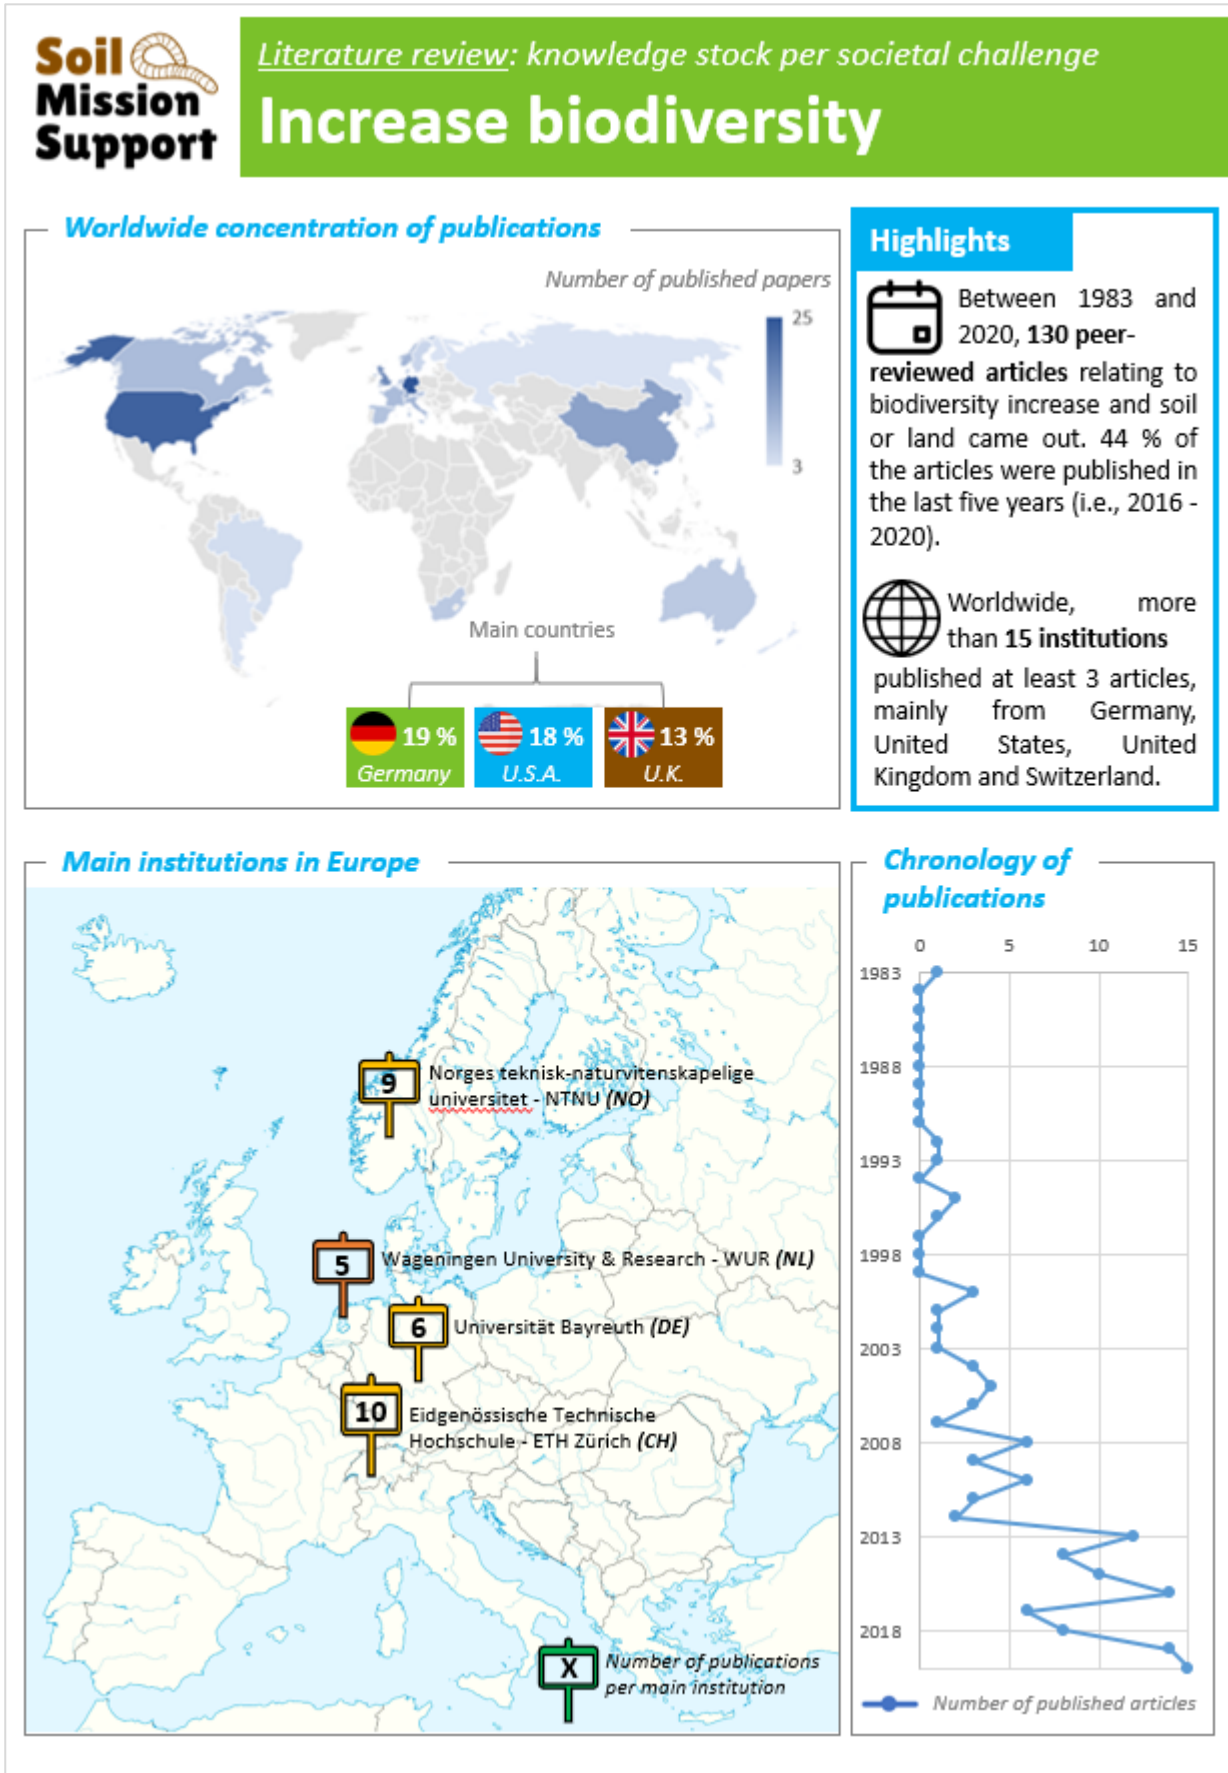 Soil
Mission
Support
Literature review: knowledge stock per societal challenge
Increase biodiversity
Worldwide concentration of publications
Number of published papers
25
3
Main countries
19 %
Germany
18 %
U.S.A.
13 %
U.K.
Highlights
Between 1983 and
2020, 130 peer-
reviewed articles relating to
biodiversity increase and soil
or land came out. 44 % of
the articles were published in
the last five years (i.e., 2016 -
2020).
Worldwide, more
than 15 institutions
published at least 3 articles,
mainly from Germany,
United States, United
Kingdom and Switzerland.
Main institutions in Europe
9
Norges teknisk-naturvitenskapelige
universitet - NTNU (NO)
5
Wageningen University & Research - WUR (NL)
6
Universität Bayreuth (DE)
10
Eidgenössische Technische
Hochschule - ETH Zürich (CH)
X
Number of publications
per main institution
Chronology of
publications
0 5 10 15
1983
1988
1993
1998
2003
2008
2013
2018
Number of published articles